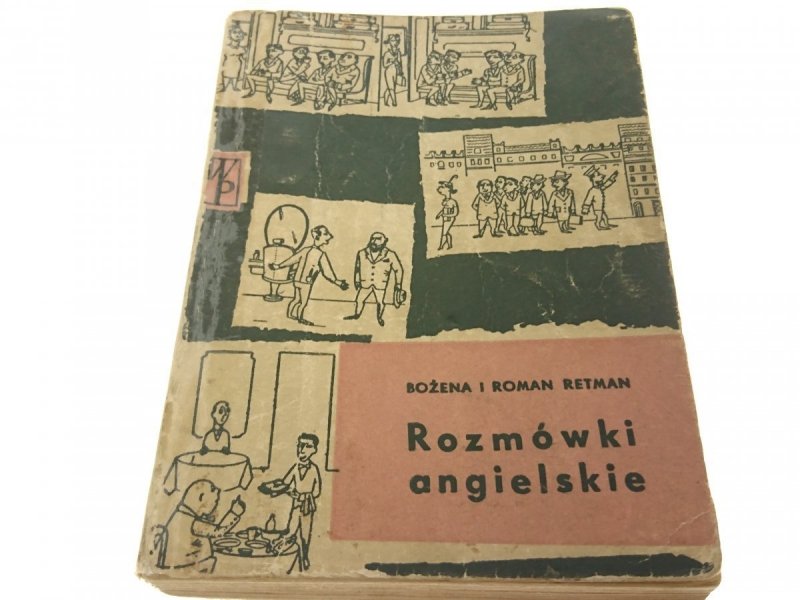 WP
BOŻENA I ROMAN RETMAN
Rozmówki
angielskie